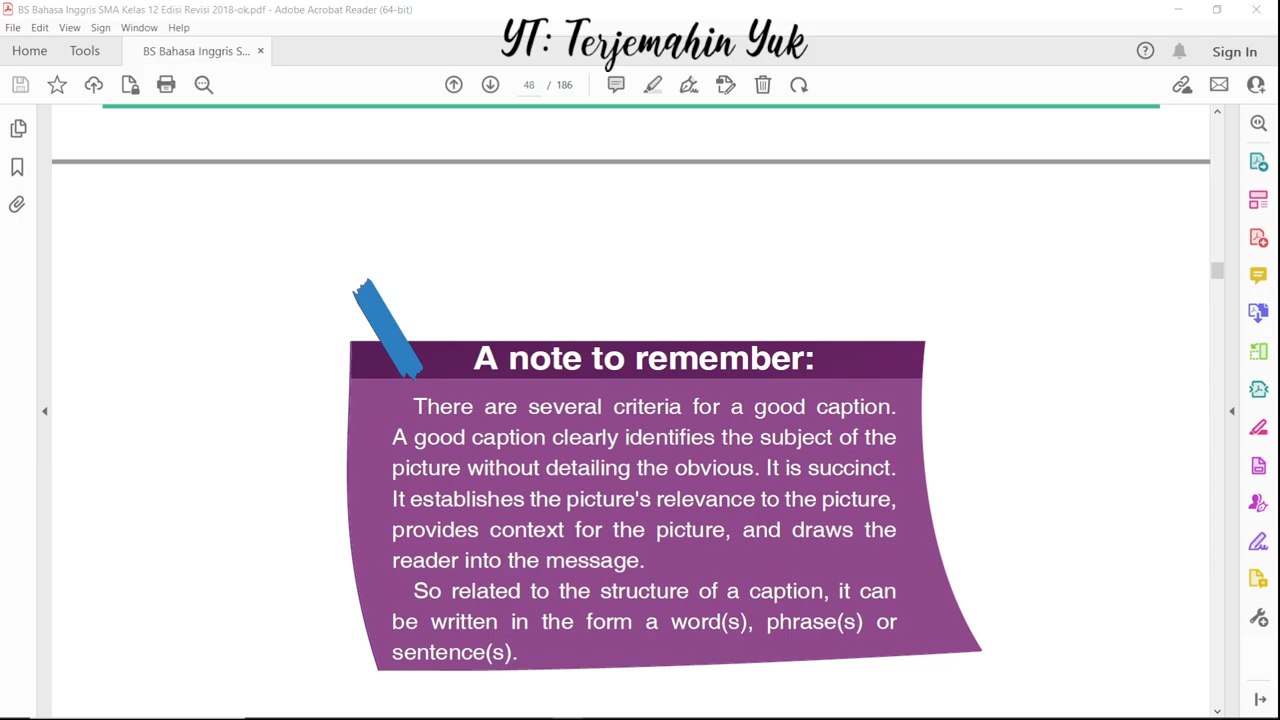 BS Bahasa Inggris SMA Kelas 12 Edisi Revisi 2018-ok.pdf - Adobe Acrobat Reader (64-bit)
File Edit View Sign Window Help
YT: Terjemahin Yuk
Home Tools BS Bahasa Inggris S... × Sign In
48 / 186
A note to remember:
There are several criteria for a good caption.
A good caption clearly identifies the subject of the
picture without detailing the obvious. It is succinct.
It establishes the picture's relevance to the picture,
provides context for the picture, and draws the
reader into the message.
So related to the structure of a caption, it can
be written in the form a word(s), phrase(s) or
sentence(s).